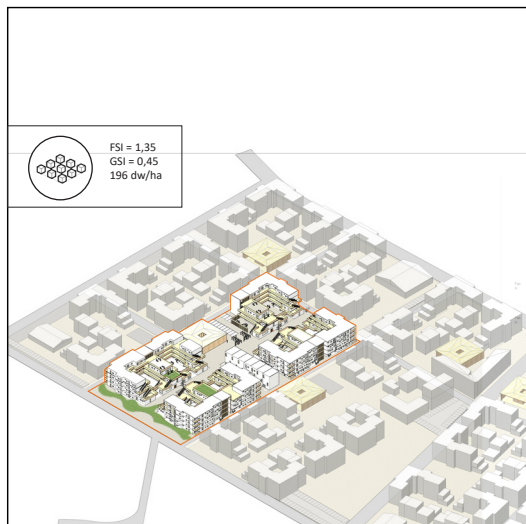 FSI = 1,35
GSI = 0,45
196 dw/ha